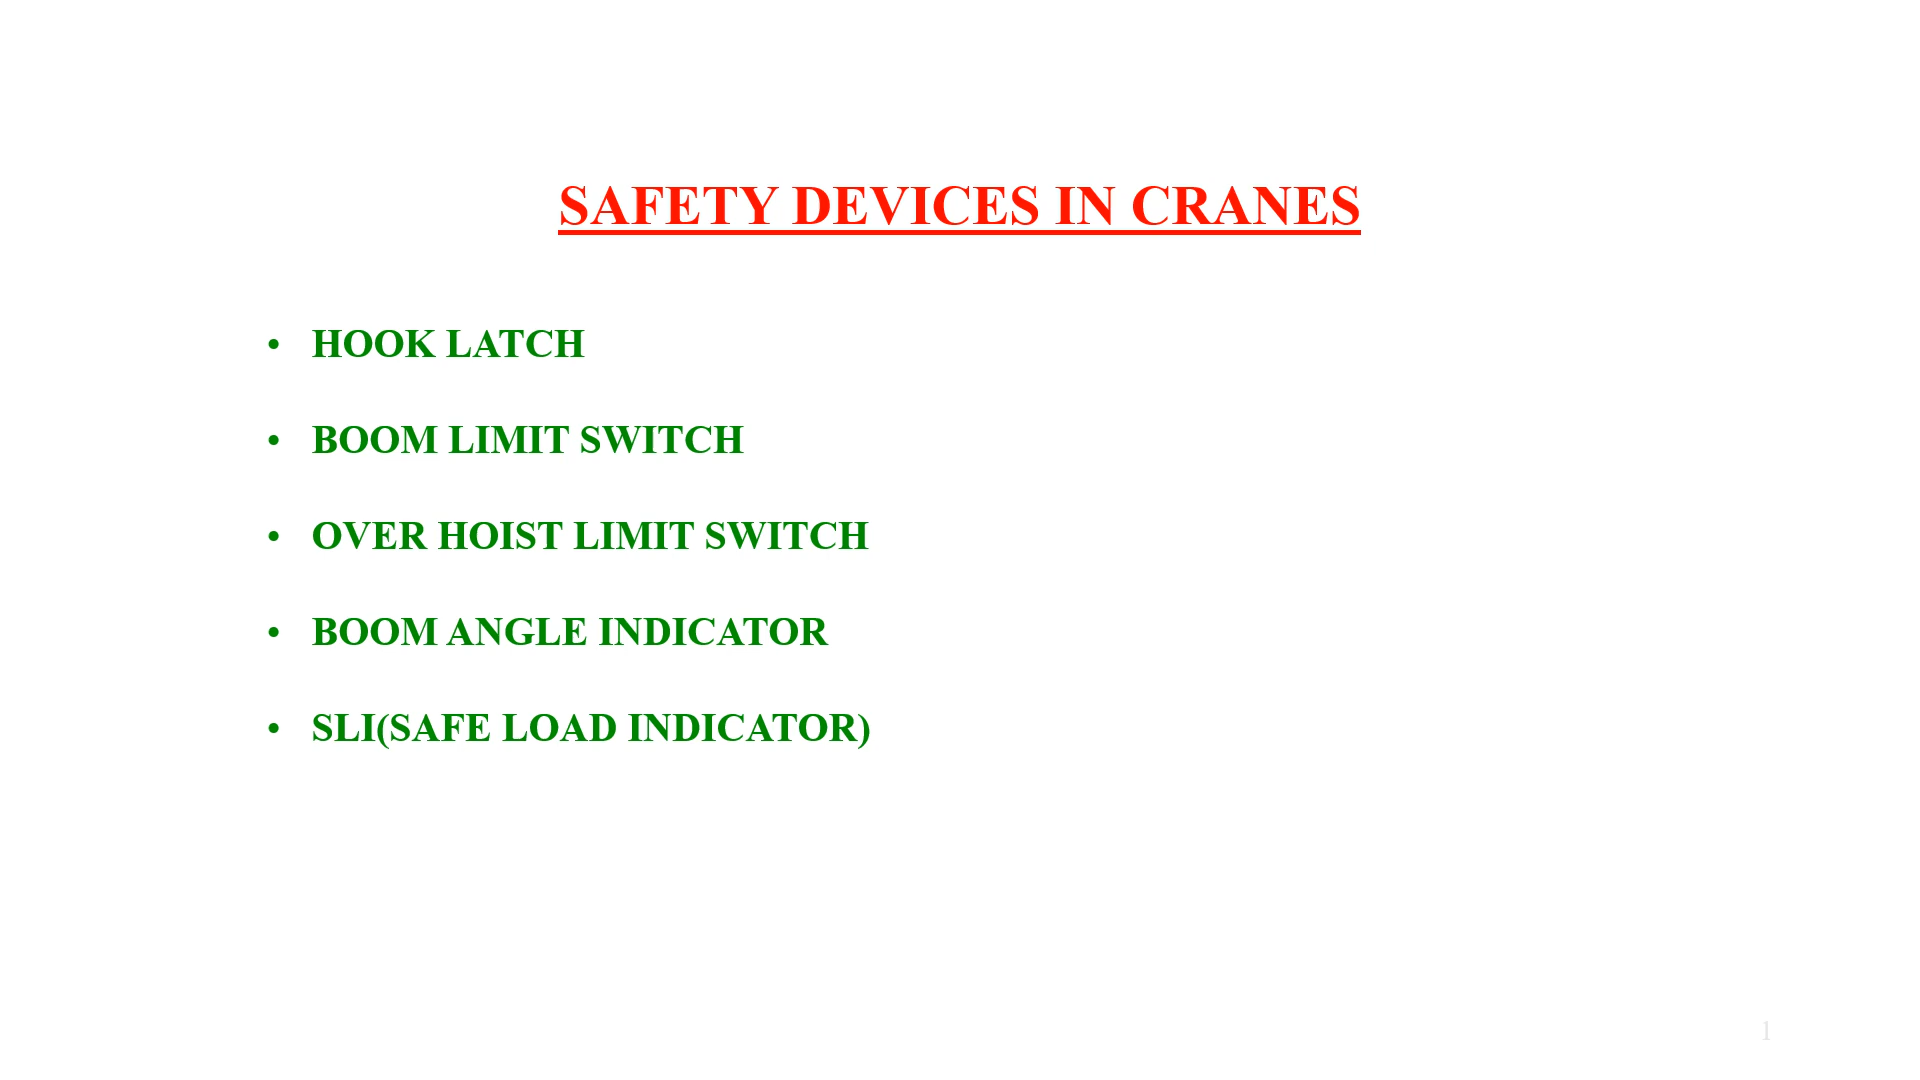 SAFETY DEVICES IN CRANES
• HOOK LATCH
• BOOM LIMIT SWITCH
• OVER HOIST LIMIT SWITCH
• BOOM ANGLE INDICATOR
• SLI(SAFE LOAD INDICATOR)
1